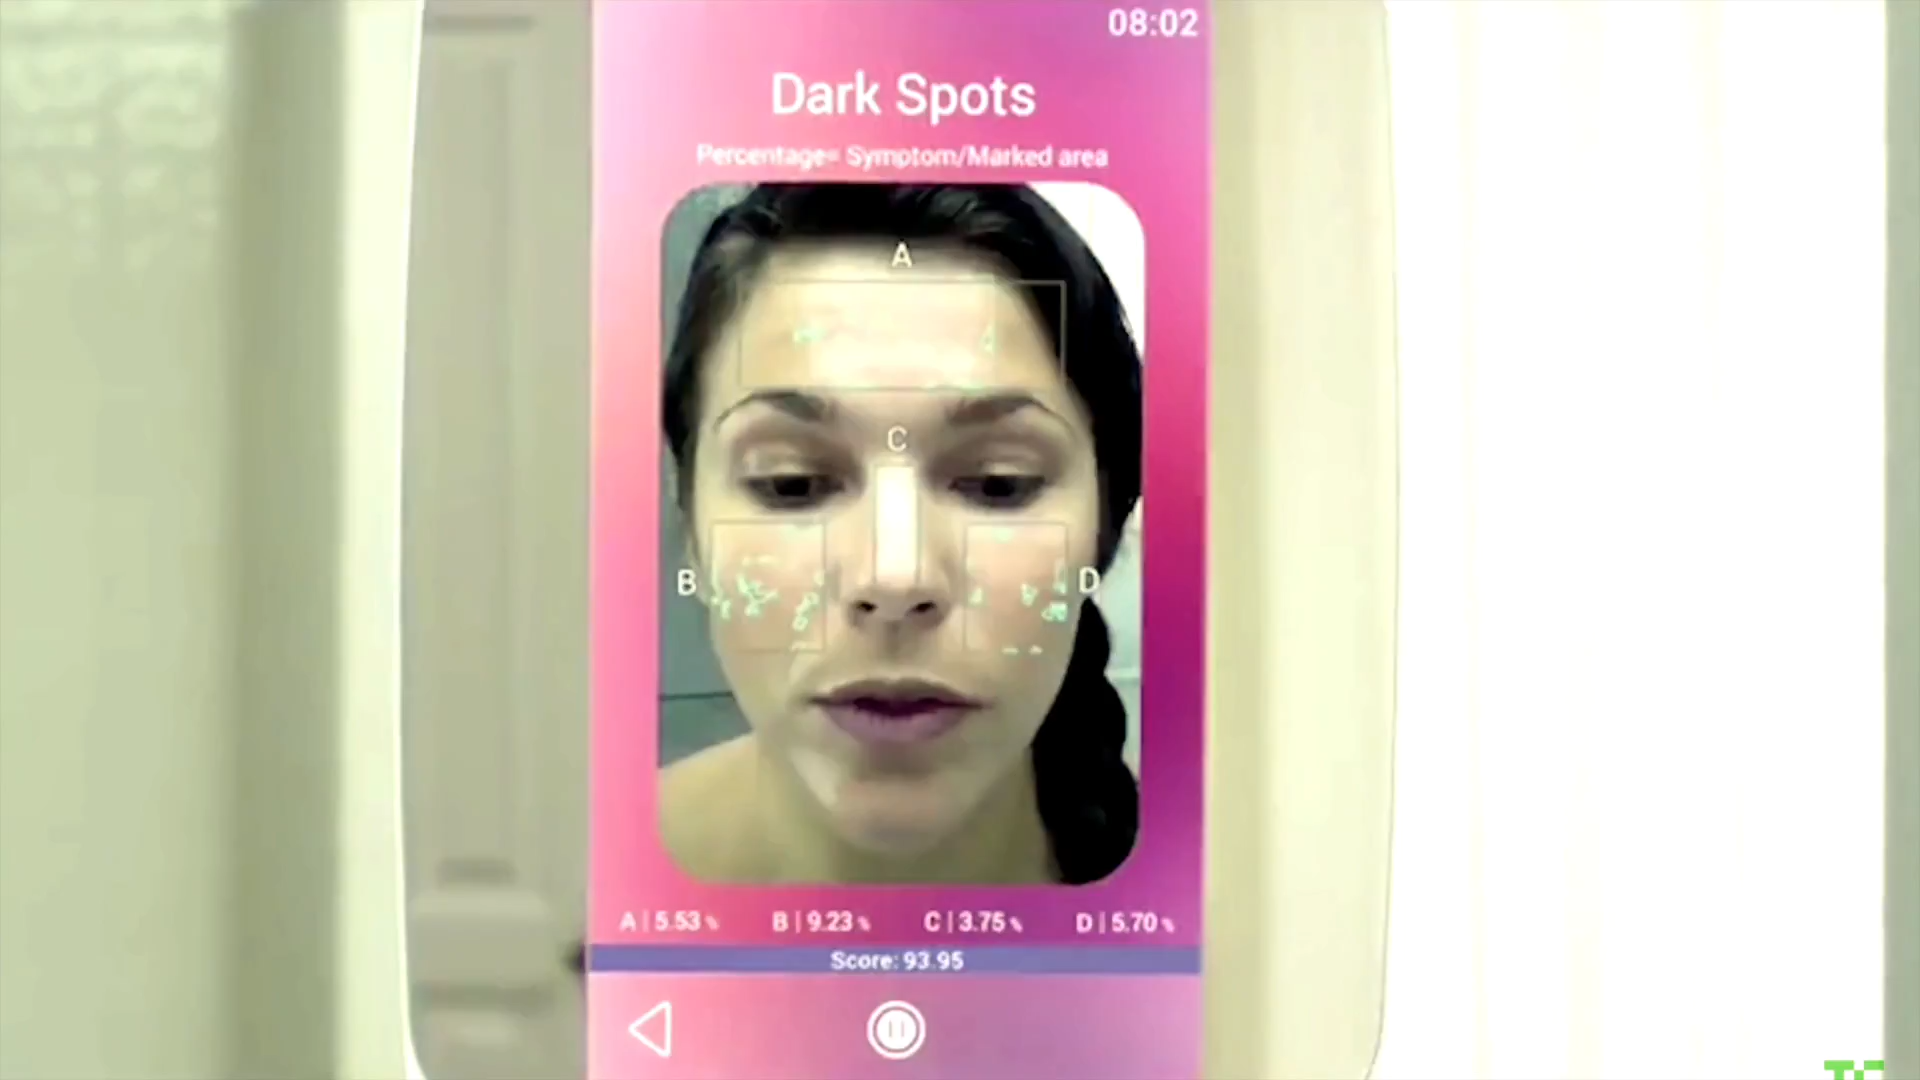 08:02
Dark Spots
Percentage= Symptom/Marked area
A
C
B
D
A | 5.53 % B | 9.23 % C | 3.75 % D | 5.70 %
Score: 93.95